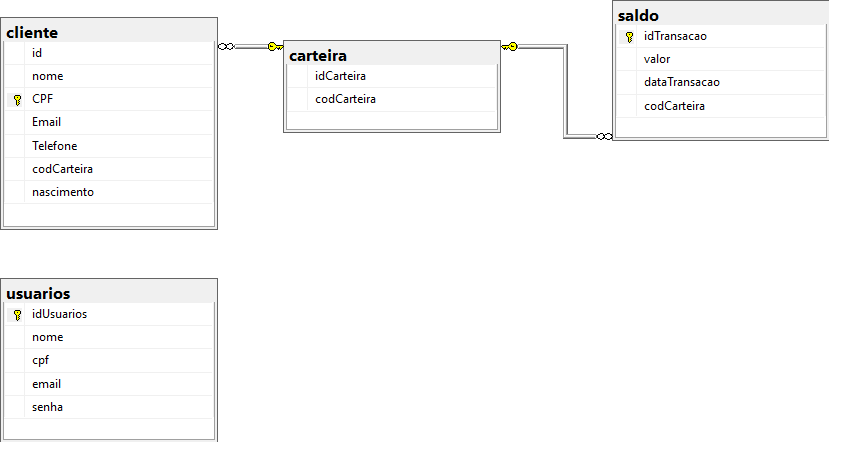 cliente
id
nome
CPF
Email
Telefone
codCarteira
nascimento
carteira
idCarteira
codCarteira
saldo
idTransacao
valor
dataTransacao
codCarteira
usuarios
idUsuarios
nome
cpf
email
senha